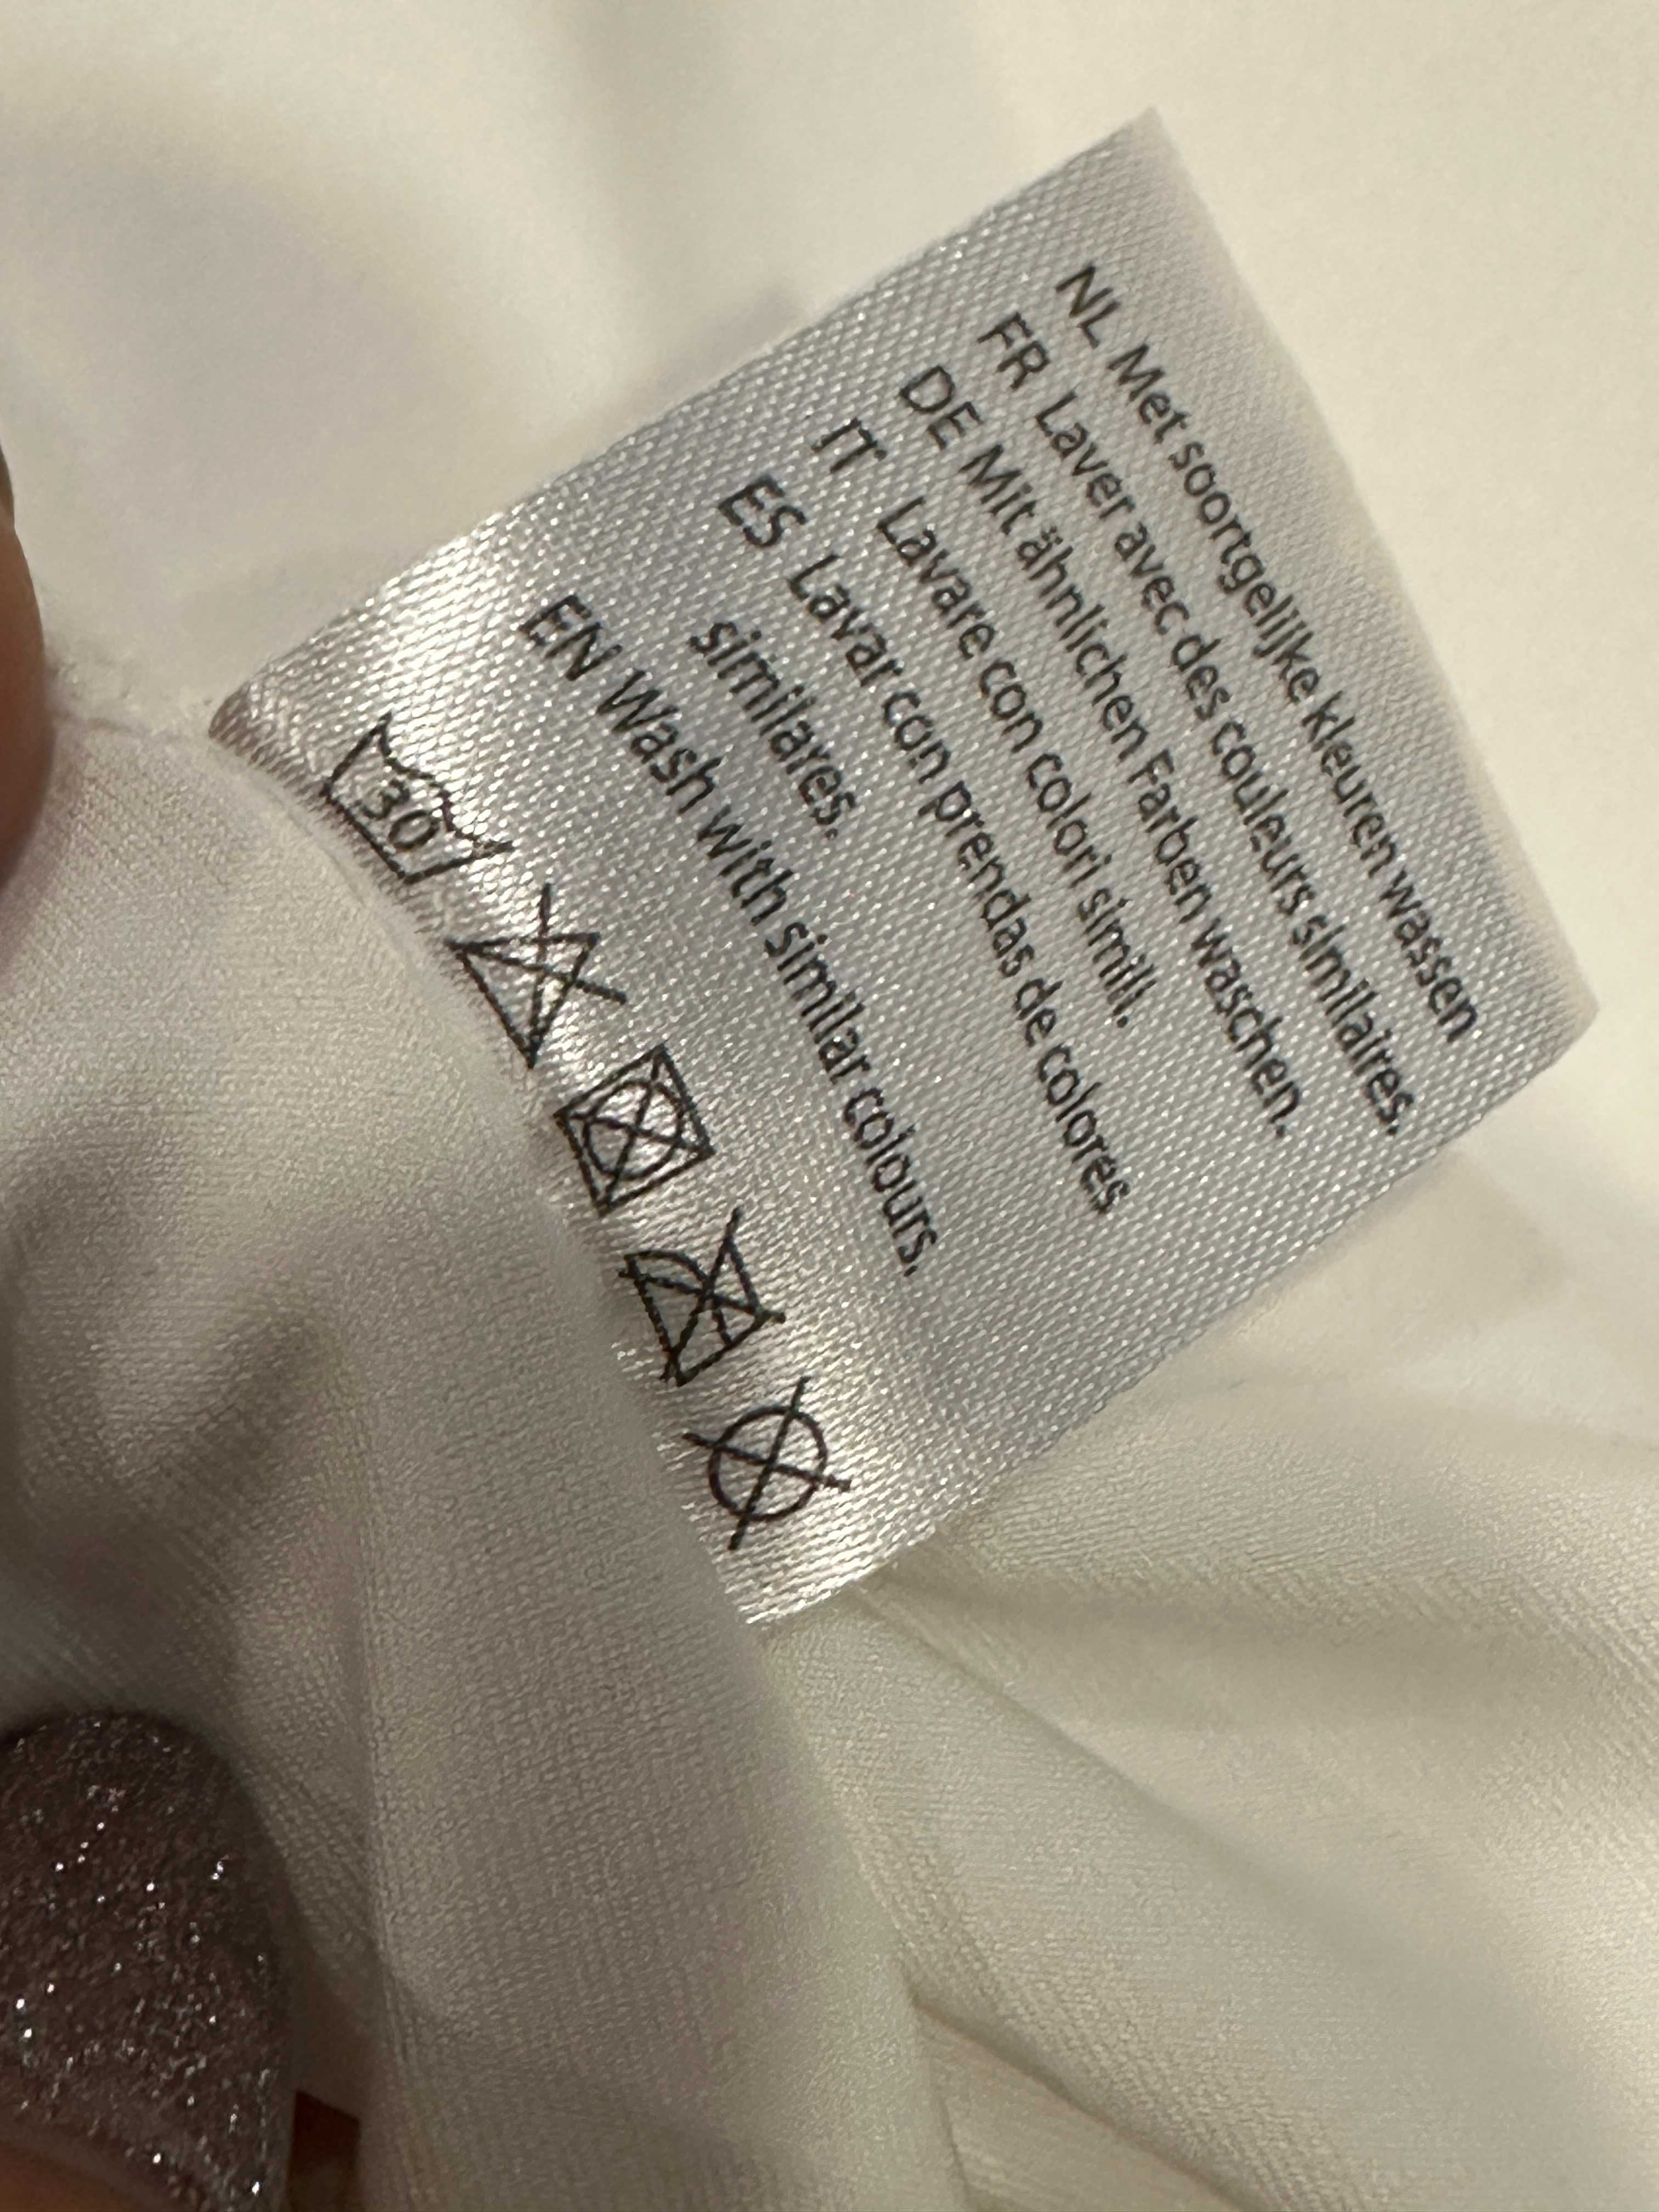 NL Met soortgelijke kleuren wassen
FR Laver avec des couleurs similaires.
DE Mit ähnlichen Farben waschen.
IT Lavare con colori simili.
ES Lavar con prendas de colores
similares.
EN Wash with similar colours.
30